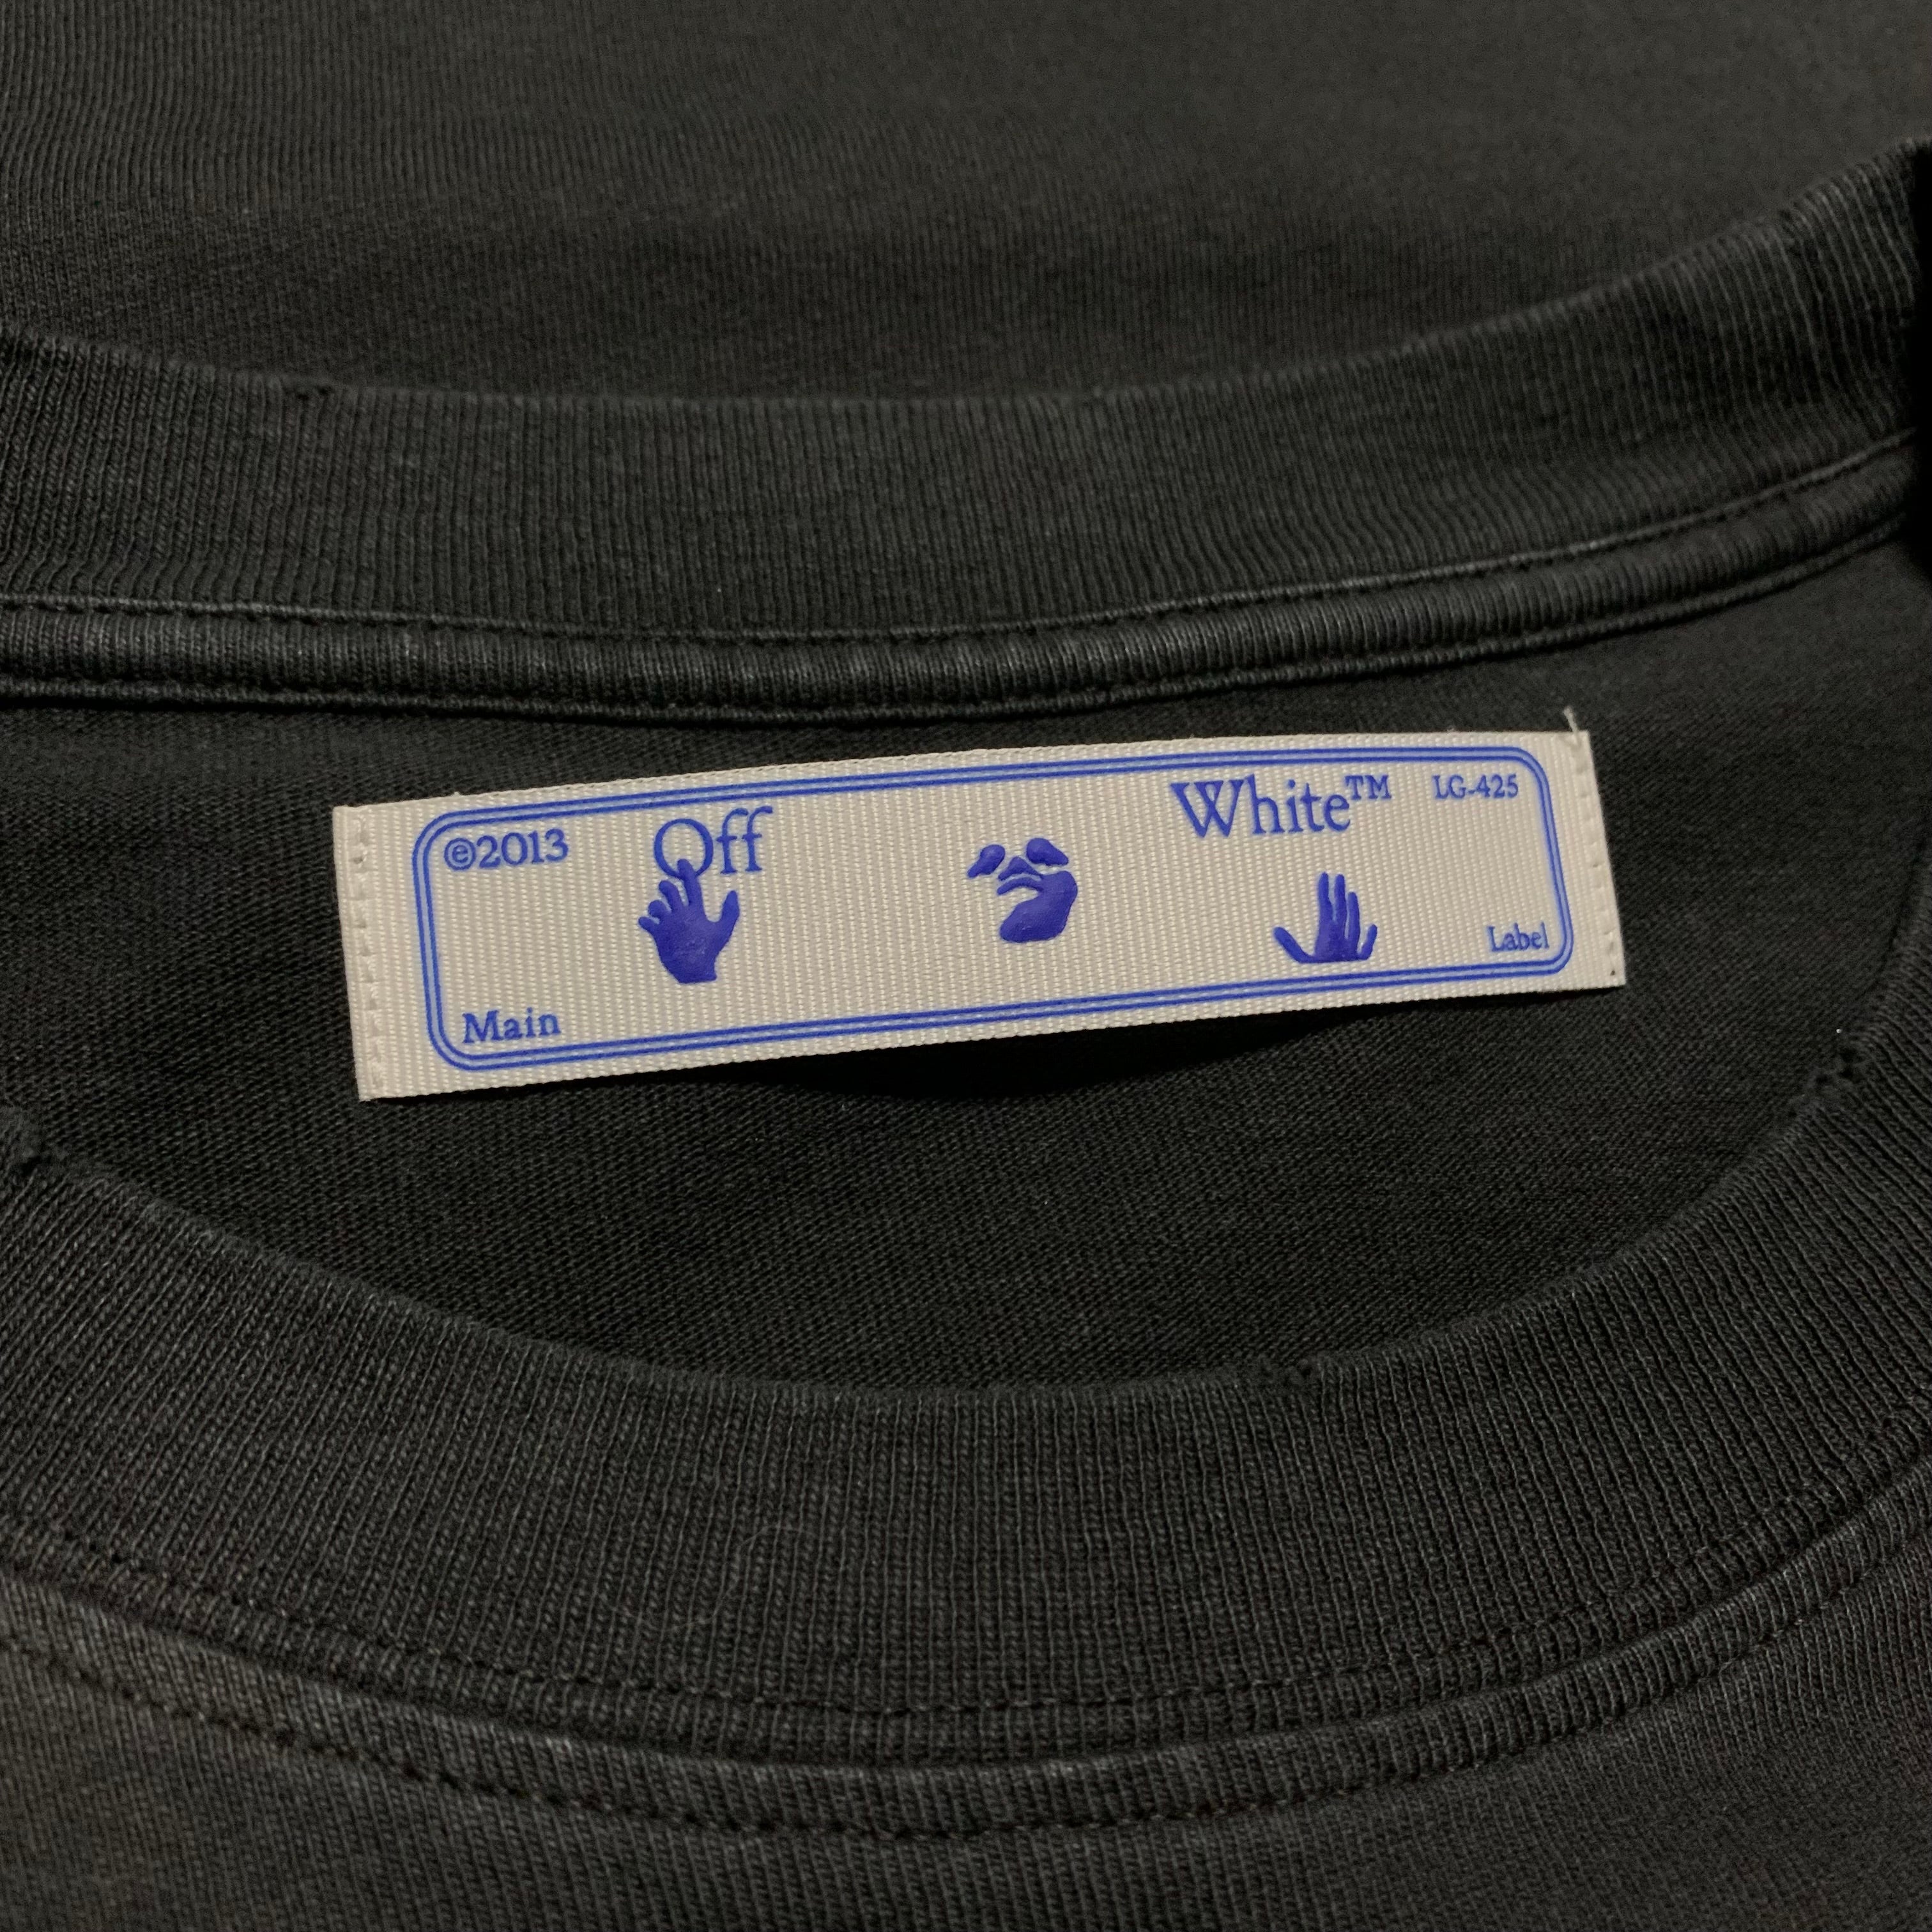 ©2013 Off White™ LG-425
Main Label